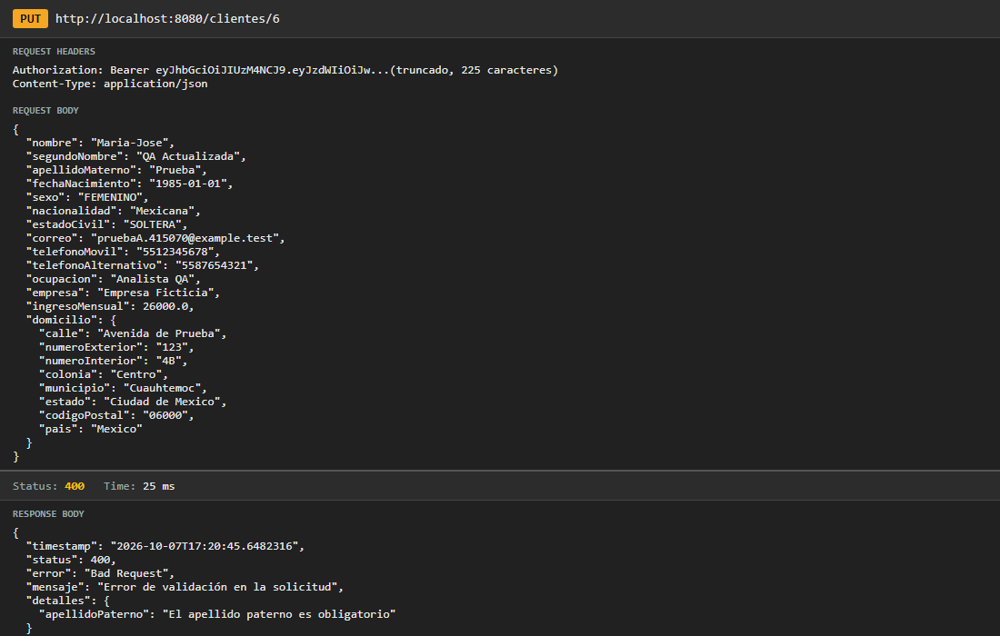 PUT http://localhost:8080/clientes/6
REQUEST HEADERS
Authorization: Bearer eyJhbGciOiJIUzM4NCJ9.eyJzdWIiOiJw...(truncado, 225 caracteres)
Content-Type: application/json
REQUEST BODY
{
  "nombre": "Maria-Jose",
  "segundoNombre": "QA Actualizada",
  "apellidoMaterno": "Prueba",
  "fechaNacimiento": "1985-01-01",
  "sexo": "FEMENINO",
  "nacionalidad": "Mexicana",
  "estadoCivil": "SOLTERA",
  "correo": "pruebaA.415070@example.test",
  "telefonoMovil": "5512345678",
  "telefonoAlternativo": "5587654321",
  "ocupacion": "Analista QA",
  "empresa": "Empresa Ficticia",
  "ingresoMensual": 26000.0,
  "domicilio": {
    "calle": "Avenida de Prueba",
    "numeroExterior": "123",
    "numeroInterior": "4B",
    "colonia": "Centro",
    "municipio": "Cuauhtemoc",
    "estado": "Ciudad de Mexico",
    "codigoPostal": "06000",
    "pais": "Mexico"
  }
}
Status: 400 Time: 25 ms
RESPONSE BODY
{
  "timestamp": "2026-10-07T17:20:45.6482316",
  "status": 400,
  "error": "Bad Request",
  "mensaje": "Error de validación en la solicitud",
  "detalles": {
    "apellidoPaterno": "El apellido paterno es obligatorio"
  }